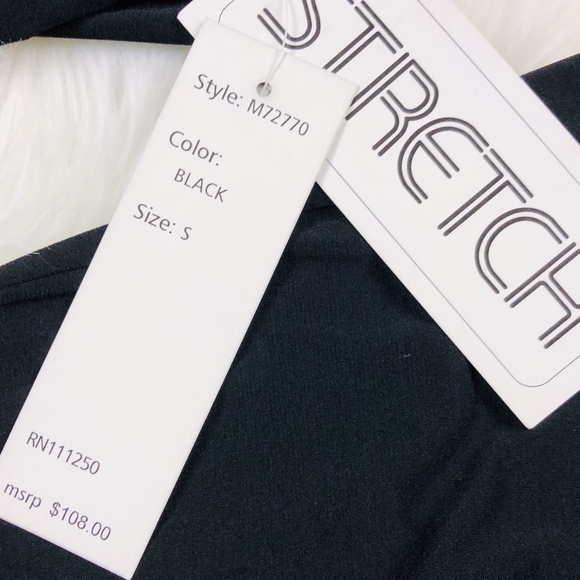 Style: M72770
Color:
BLACK
Size: S
RN111250
msrp $108.00
STRETCH